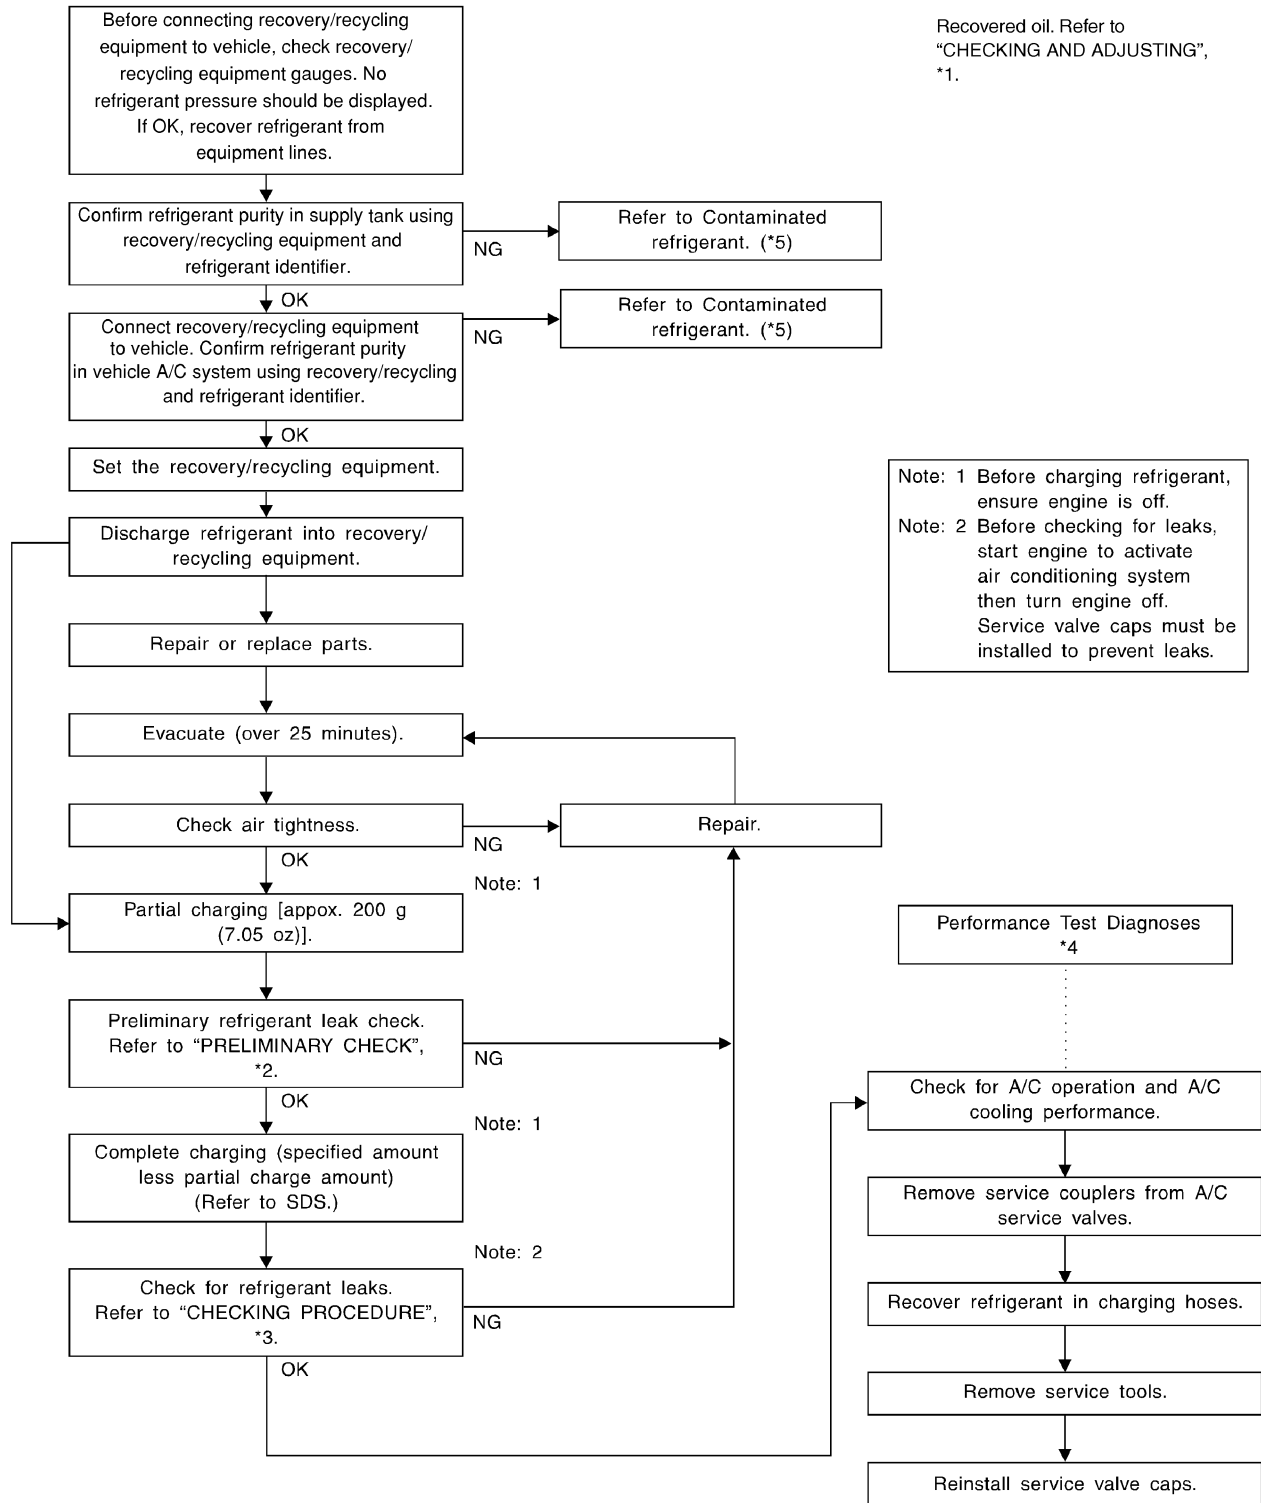 Before connecting recovery/recycling
equipment to vehicle, check recovery/
recycling equipment gauges. No
refrigerant pressure should be displayed.
If OK, recover refrigerant from
equipment lines.
Recovered oil. Refer to
“CHECKING AND ADJUSTING”,
*1.
Confirm refrigerant purity in supply tank using
recovery/recycling equipment and
refrigerant identifier.
NG
Refer to Contaminated
refrigerant. (*5)
OK
Connect recovery/recycling equipment
to vehicle. Confirm refrigerant purity
in vehicle A/C system using recovery/recycling
and refrigerant identifier.
NG
Refer to Contaminated
refrigerant. (*5)
OK
Set the recovery/recycling equipment.
Discharge refrigerant into recovery/
recycling equipment.
Note: 1 Before charging refrigerant,
ensure engine is off.
Note: 2 Before checking for leaks,
start engine to activate
air conditioning system
then turn engine off.
Service valve caps must be
installed to prevent leaks.
Repair or replace parts.
Evacuate (over 25 minutes).
Check air tightness.
NG
Repair.
OK
Note: 1
Partial charging [appox. 200 g
(7.05 oz)].
Preliminary refrigerant leak check.
Refer to “PRELIMINARY CHECK”,
*2.
NG
OK
Note: 1
Complete charging (specified amount
less partial charge amount)
(Refer to SDS.)
Note: 2
Check for refrigerant leaks.
Refer to “CHECKING PROCEDURE”,
*3.
NG
OK
Performance Test Diagnoses
*4
Check for A/C operation and A/C
cooling performance.
Remove service couplers from A/C
service valves.
Recover refrigerant in charging hoses.
Remove service tools.
Reinstall service valve caps.